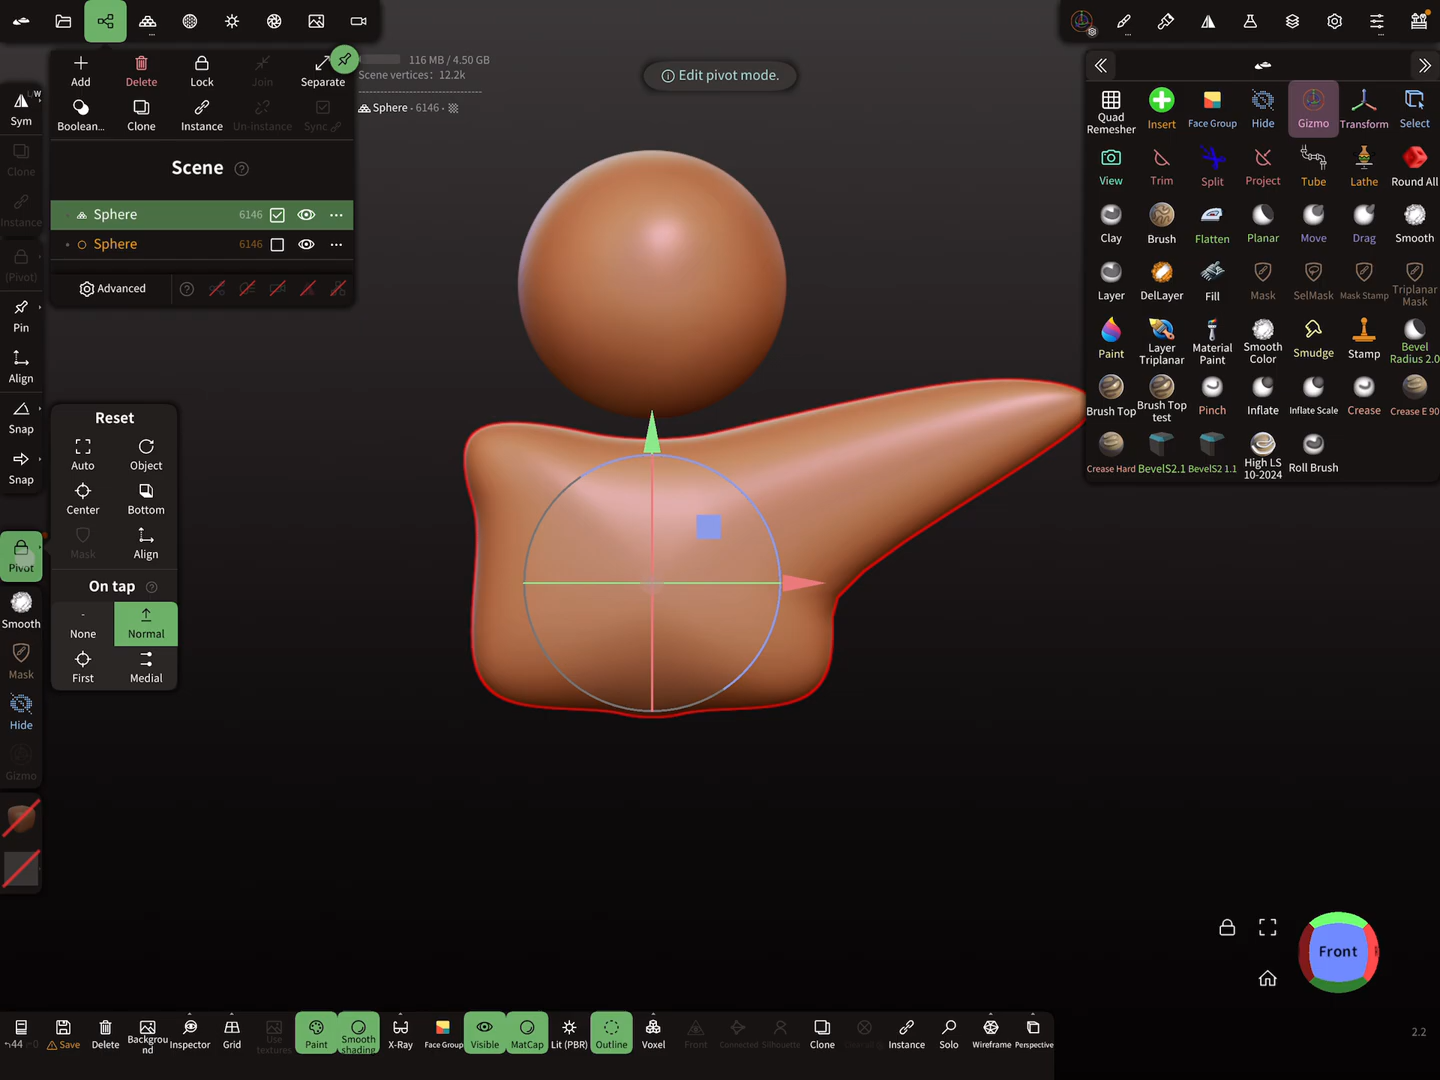 116 MB / 4.50 GB
Scene vertices: 12.2k
Sphere · 6146 ·
Edit pivot mode.
Add
Delete
Lock
Join
Separate
Boolean...
Clone
Instance
Un-instance
Sync
Scene
Sphere 6146
Sphere 6146
Advanced
W
Sym
Clone
Instance
(Pivot)
Pin
Align
Snap
Snap
Pivot
Smooth
Mask
Hide
Gizmo
Reset
Auto
Object
Center
Bottom
Mask
Align
On tap
None
Normal
First
Medial
Quad Remesher
Insert
Face Group
Hide
Gizmo
Transform
Select
View
Trim
Split
Project
Tube
Lathe
Round All
Clay
Brush
Flatten
Planar
Move
Drag
Smooth
Layer
DelLayer
Fill
Mask
SelMask
Mask Stamp
Triplanar Mask
Paint
Layer Triplanar
Material Paint
Smooth Color
Smudge
Stamp
Bevel Radius 2.0
Brush Top
Brush Top test
Pinch
Inflate
Inflate Scale
Crease
Crease E 90
Crease Hard
BevelS2.1
BevelS2 1.1
High LS 10-2024
Roll Brush
Front
2.2
44 0
Save
Delete
Background
Inspector
Grid
Use textures
Paint
Smooth shading
X-Ray
Face Group
Visible
MatCap
Lit (PBR)
Outline
Voxel
Front
Connected
Silhouette
Clone
Instance
Solo
Wireframe
Perspective